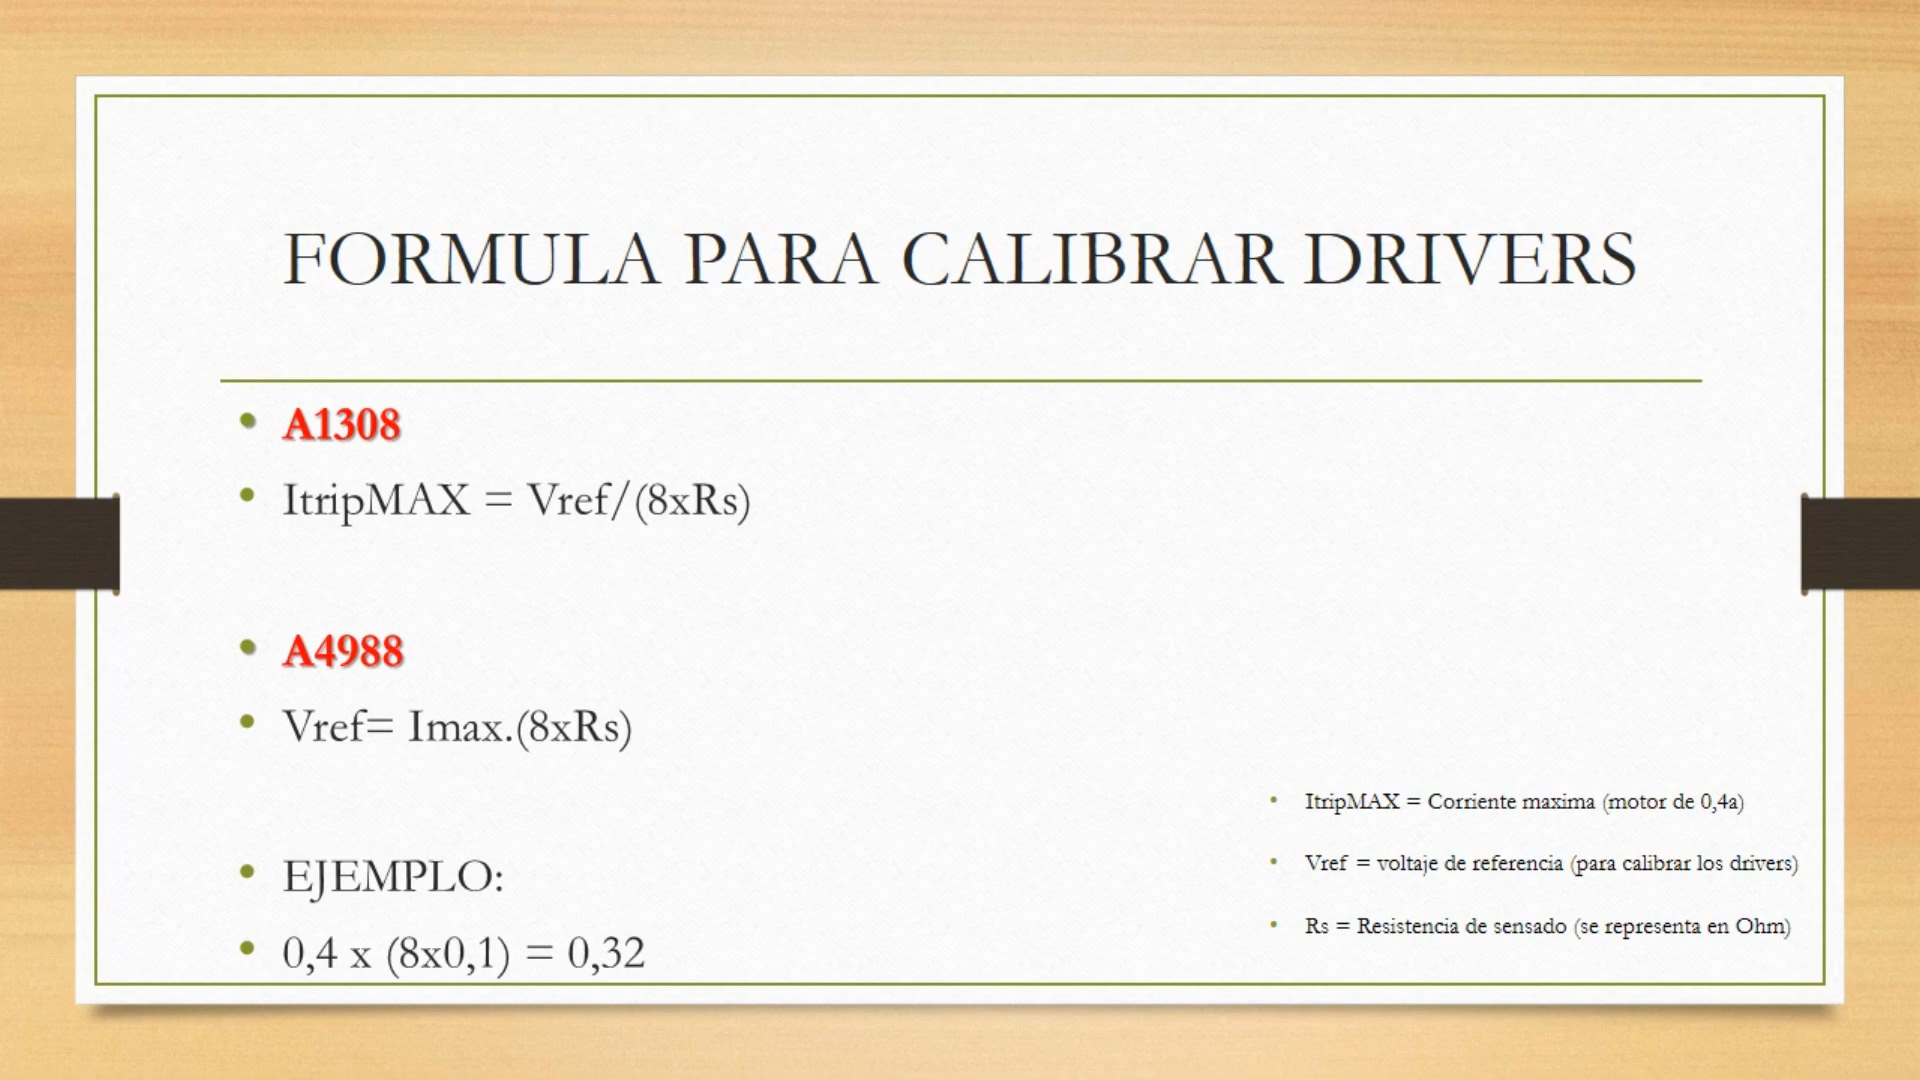 FORMULA PARA CALIBRAR DRIVERS
A1308
ItripMAX = Vref/(8xRs)
A4988
Vref= Imax.(8xRs)
EJEMPLO:
0,4 x (8x0,1) = 0,32
ItripMAX = Corriente maxima (motor de 0,4a)
Vref = voltaje de referencia (para calibrar los drivers)
Rs = Resistencia de sensado (se representa en Ohm)